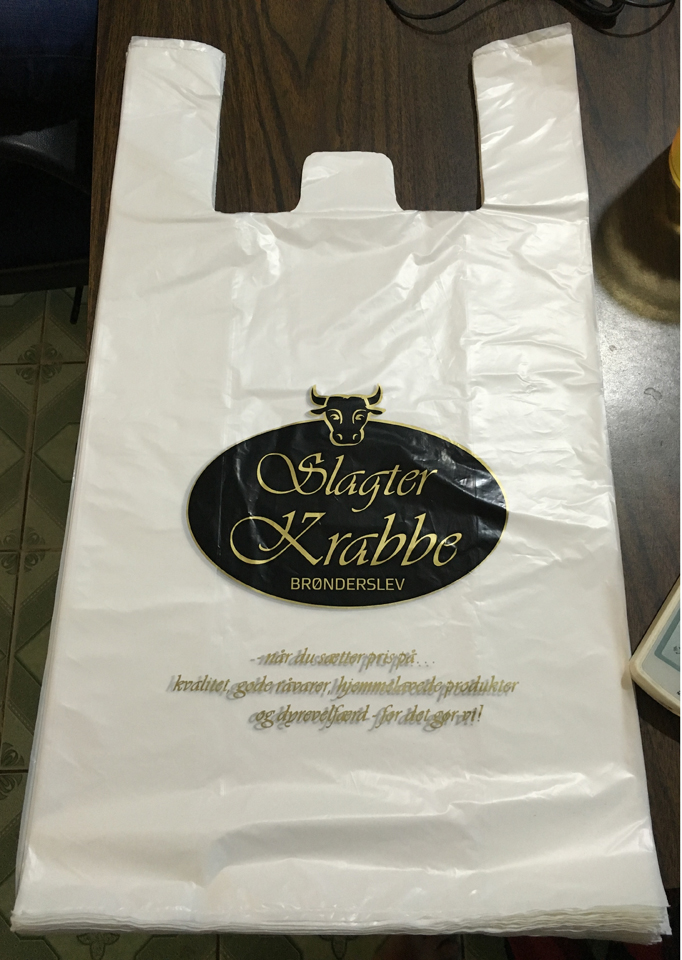 Slagter
Krabbe
BRØNDERSLEV
- når du sætter pris på...
kvalitet, gode råvarer, hjemmelavede produkter
og dyrevelfærd - for det gør vi!